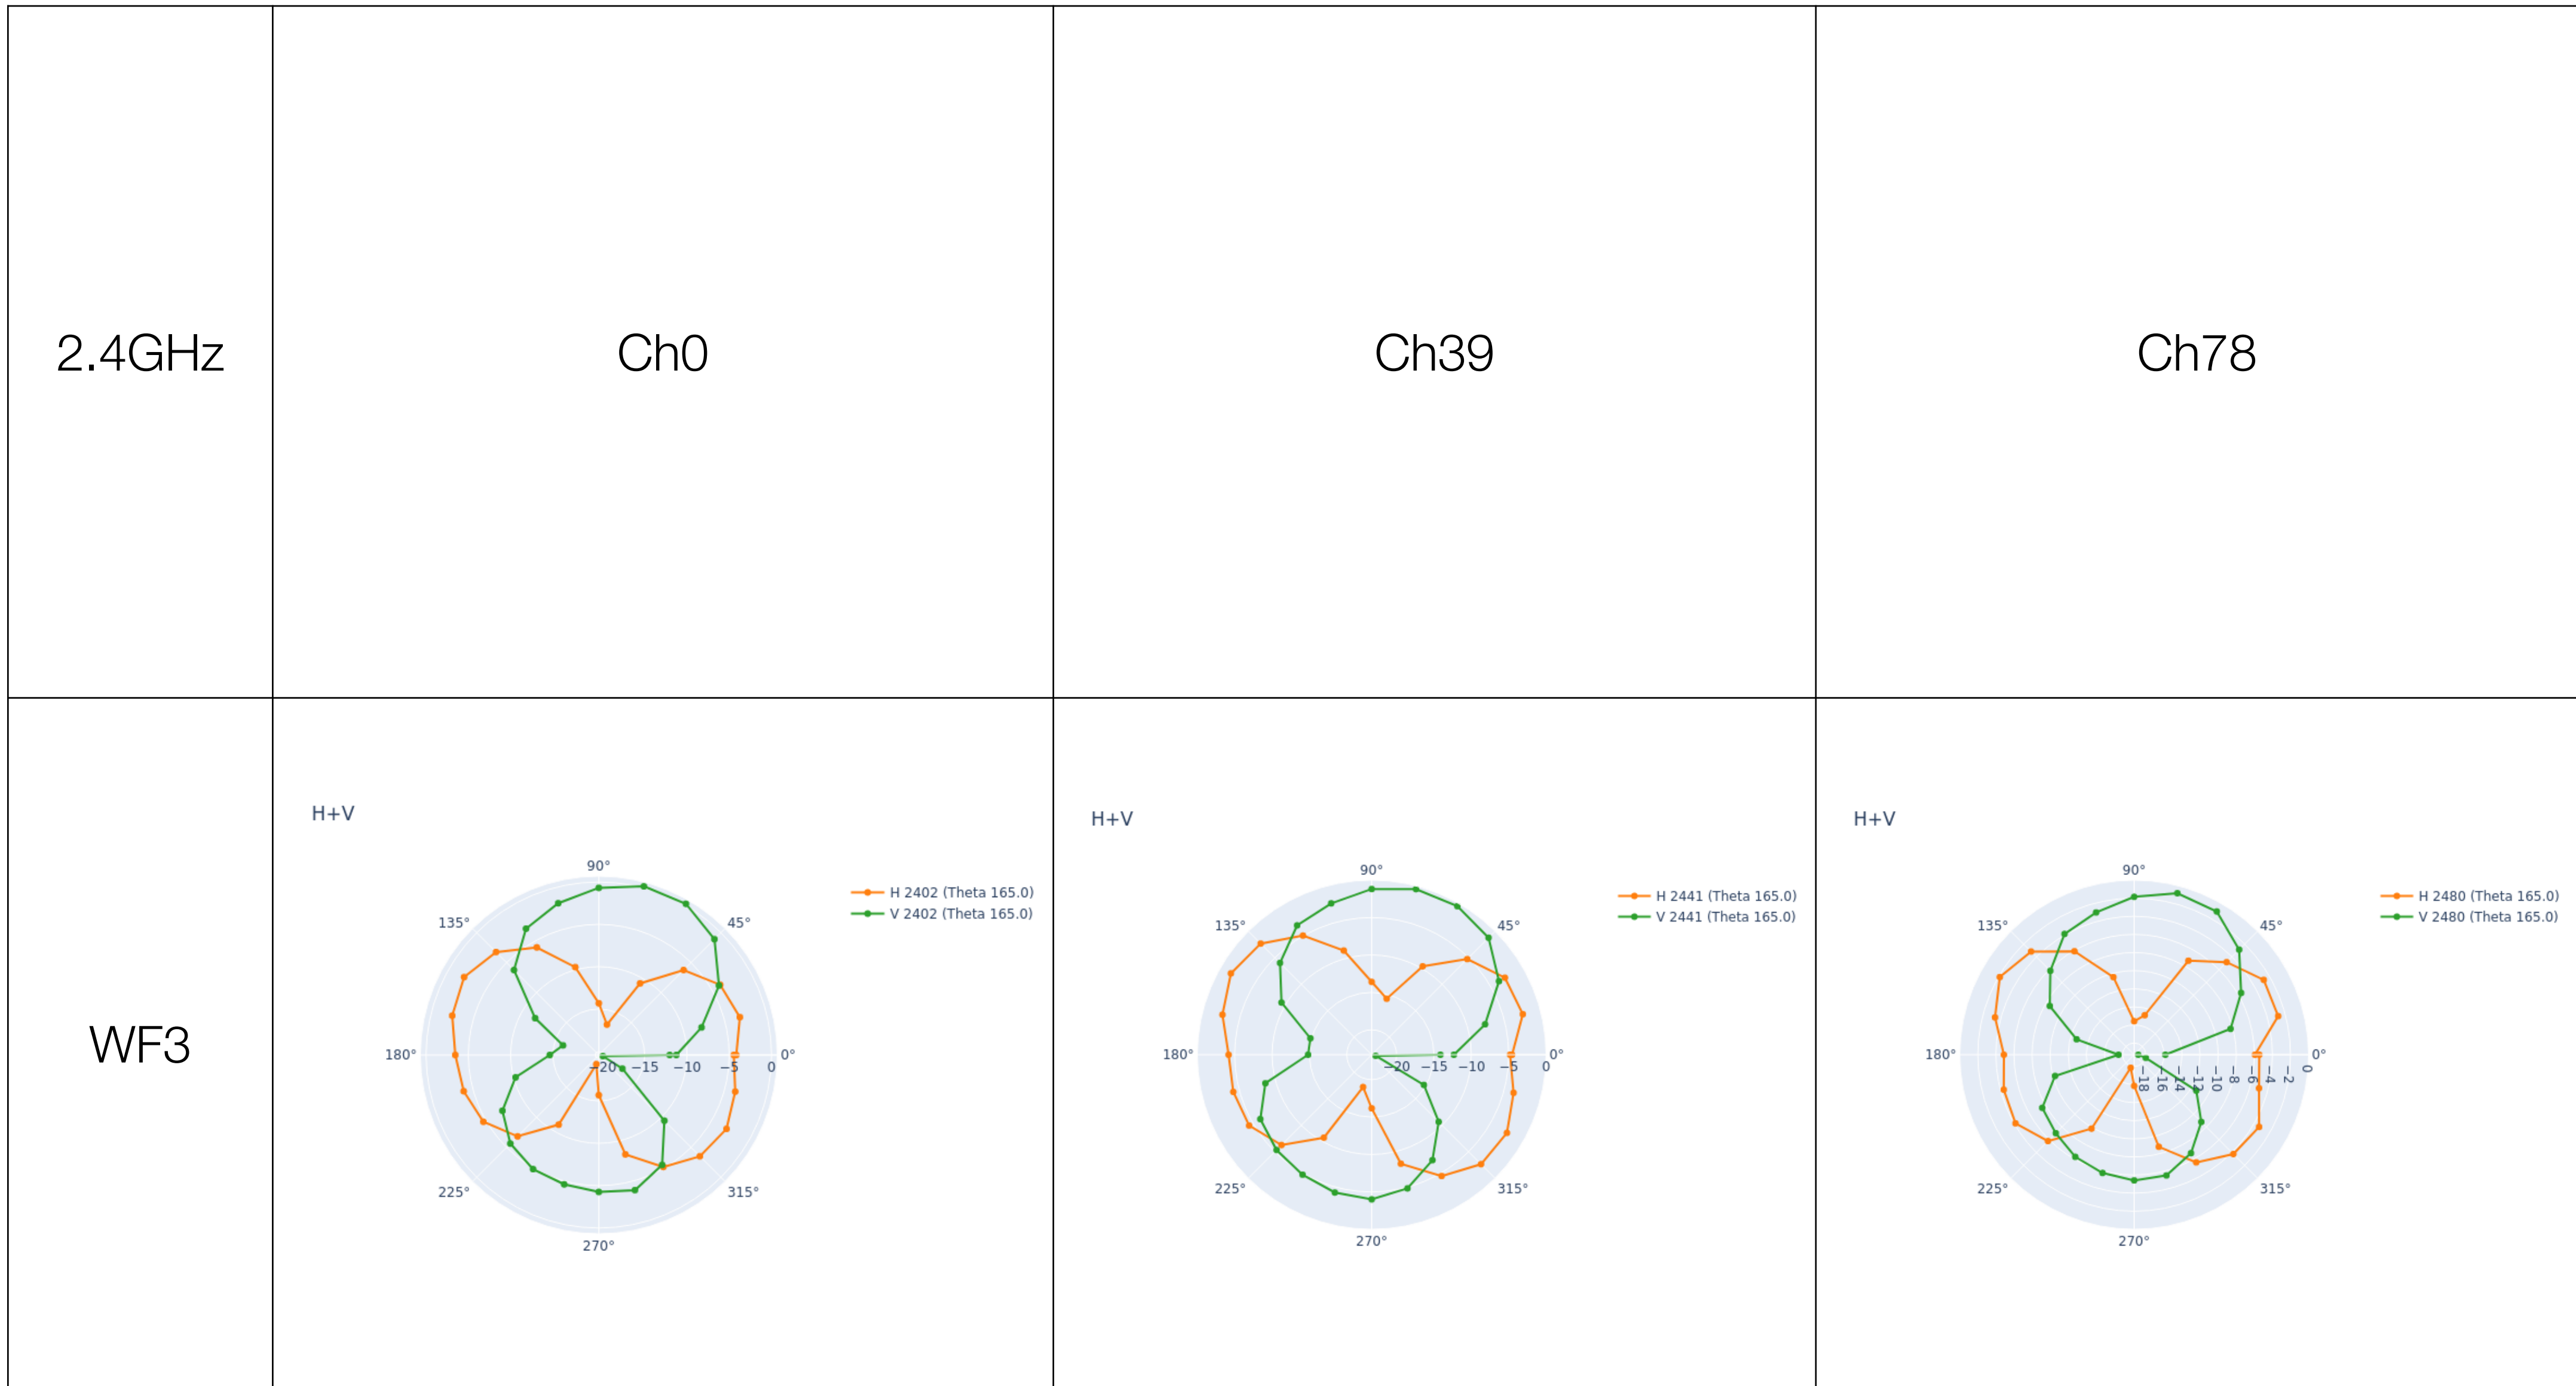 2.4GHz
Ch0
Ch39
Ch78
WF3
H+V
90°
135°
45°
180°
0°
−20 −15 −10 −5 0
225°
315°
270°
H 2402 (Theta 165.0)
V 2402 (Theta 165.0)
H+V
90°
135°
45°
180°
0°
−20 −15 −10 −5 0
225°
315°
270°
H 2441 (Theta 165.0)
V 2441 (Theta 165.0)
H+V
90°
135°
45°
180°
0°
−18 −16 −14 −12 −10 −8 −6 −4 −2 0
225°
315°
270°
H 2480 (Theta 165.0)
V 2480 (Theta 165.0)